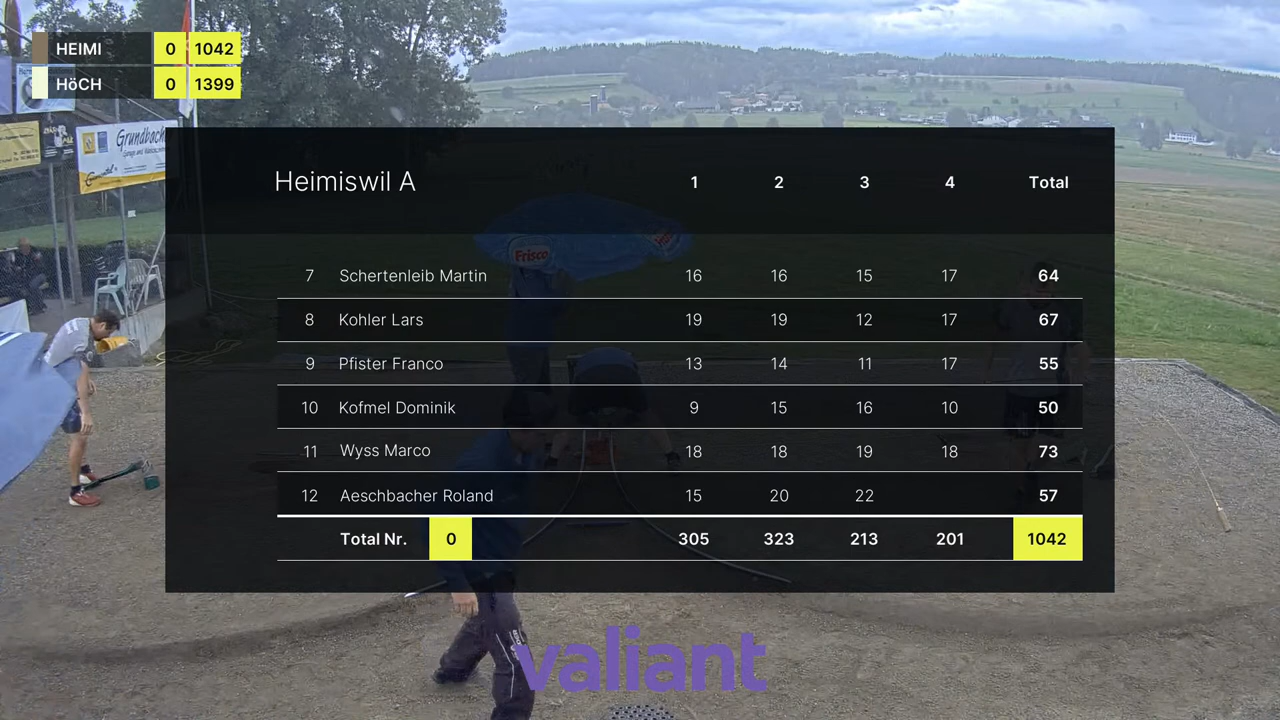 HEIMI 0 1042
HöCH 0 1399
Grundbach
Heimiswil A 1 2 3 4 Total
Frisco
7 Schertenleib Martin 16 16 15 17 64
8 Kohler Lars 19 19 12 17 67
9 Pfister Franco 13 14 11 17 55
10 Kofmel Dominik 9 15 16 10 50
11 Wyss Marco 18 18 19 18 73
12 Aeschbacher Roland 15 20 22 57
Total Nr. 0 305 323 213 201 1042
valiant